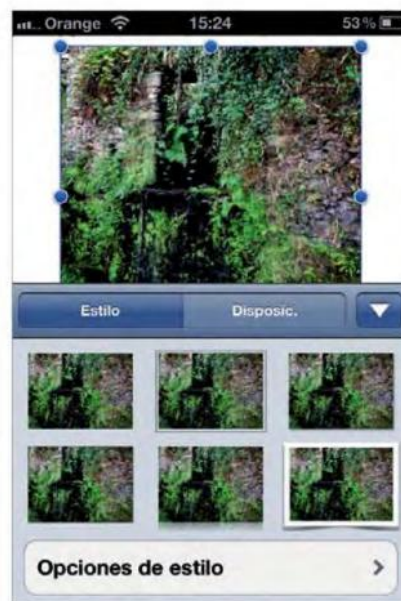 Orange 15:24 53 %
Estilo Disposic.
Opciones de estilo